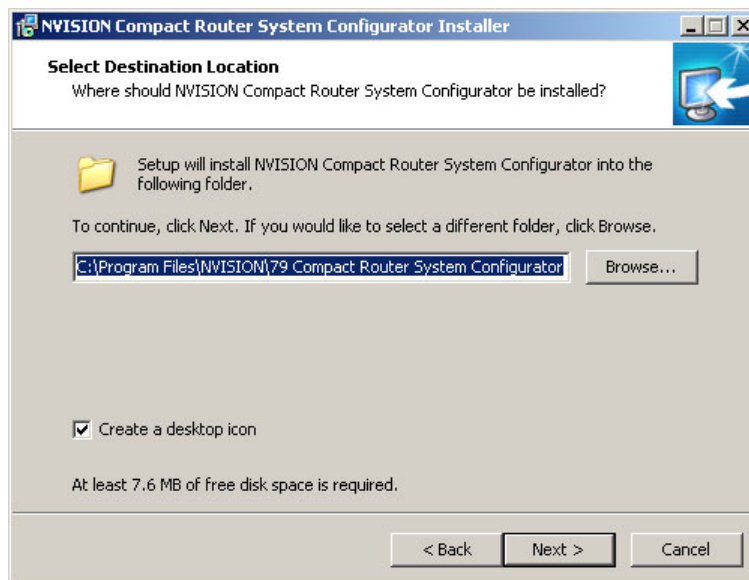 NVISION Compact Router System Configurator Installer
Select Destination Location
Where should NVISION Compact Router System Configurator be installed?
Setup will install NVISION Compact Router System Configurator into the
following folder.
To continue, click Next. If you would like to select a different folder, click Browse.
C:\Program Files\NVISION\79 Compact Router System Configurator
Browse...
Create a desktop icon
At least 7.6 MB of free disk space is required.
< Back
Next >
Cancel